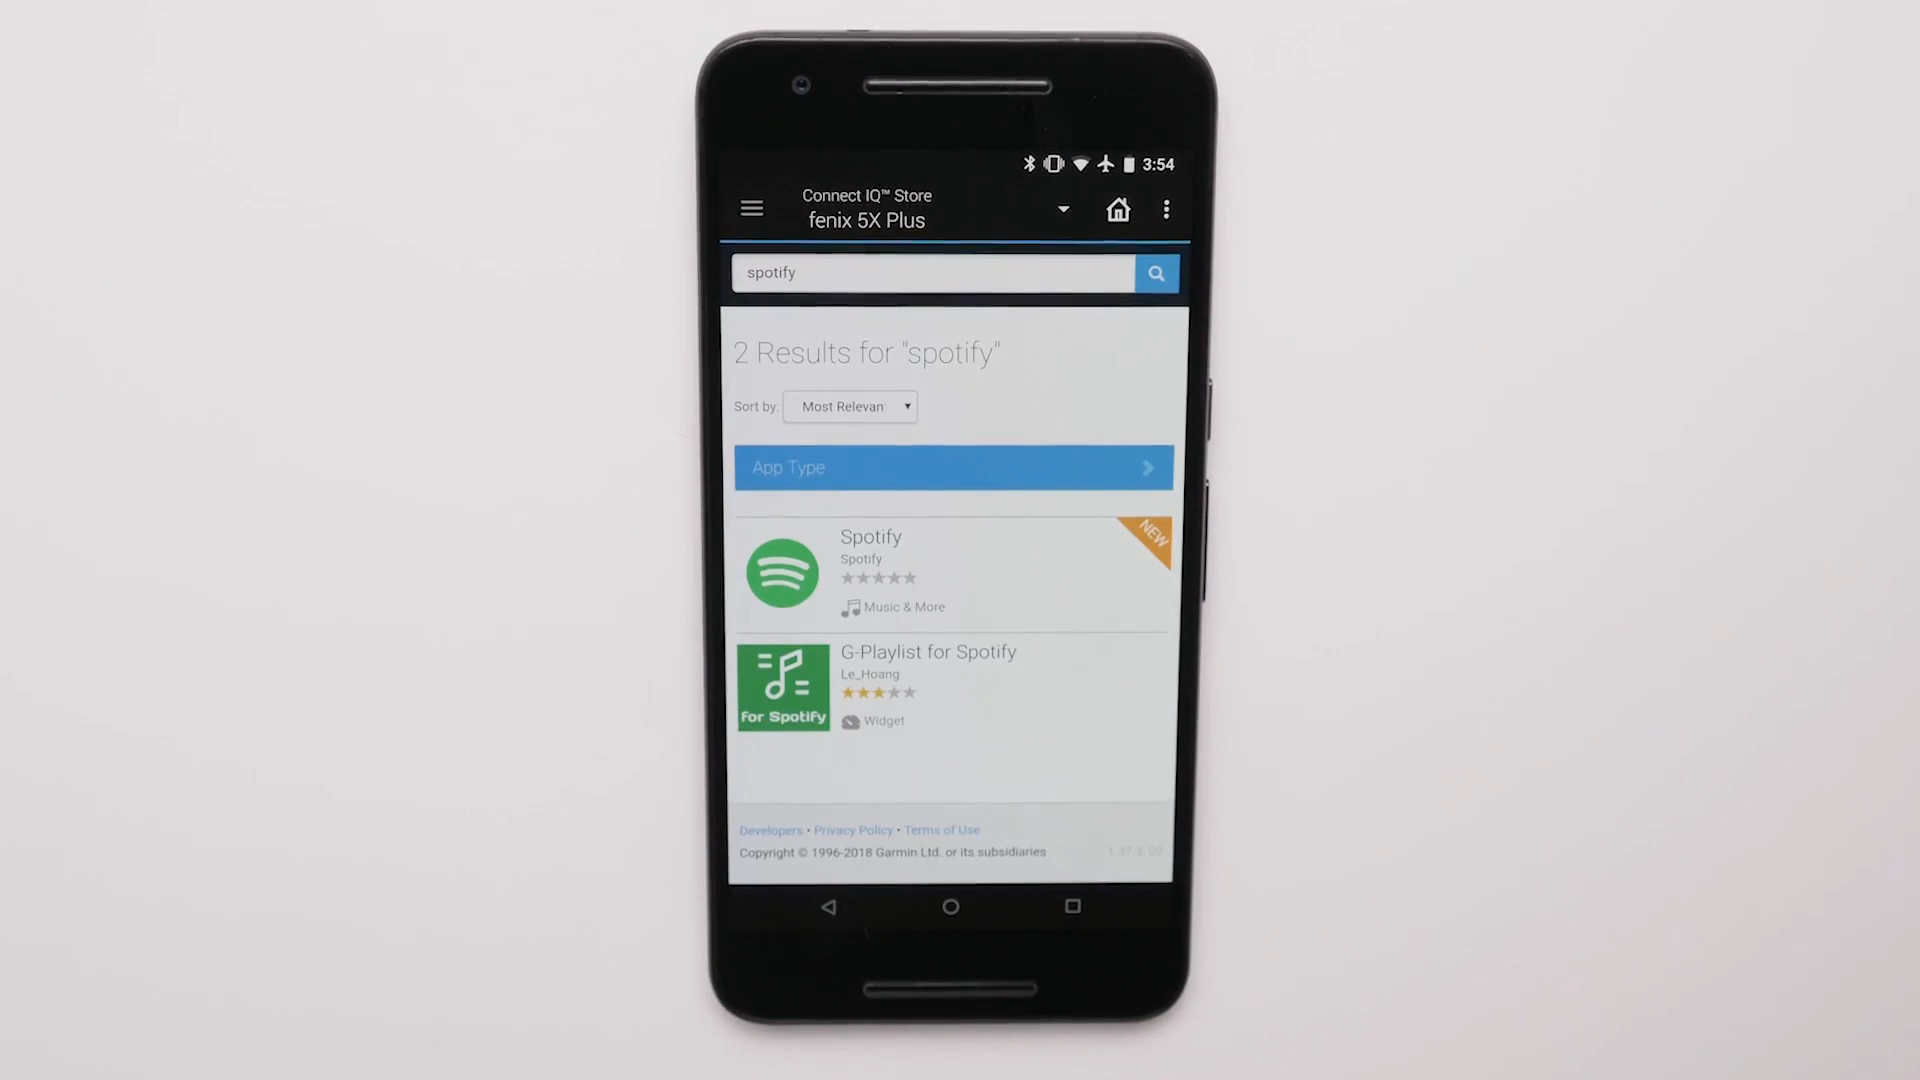 3:54
Connect IQ™ Store
fenix 5X Plus
spotify
2 Results for "spotify"
Sort by: Most Relevan
App Type
NEW
Spotify
Spotify
Music & More
G-Playlist for Spotify
Le_Hoang
for Spotify
Widget
Developers • Privacy Policy • Terms of Use
Copyright © 1996-2018 Garmin Ltd. or its subsidiaries